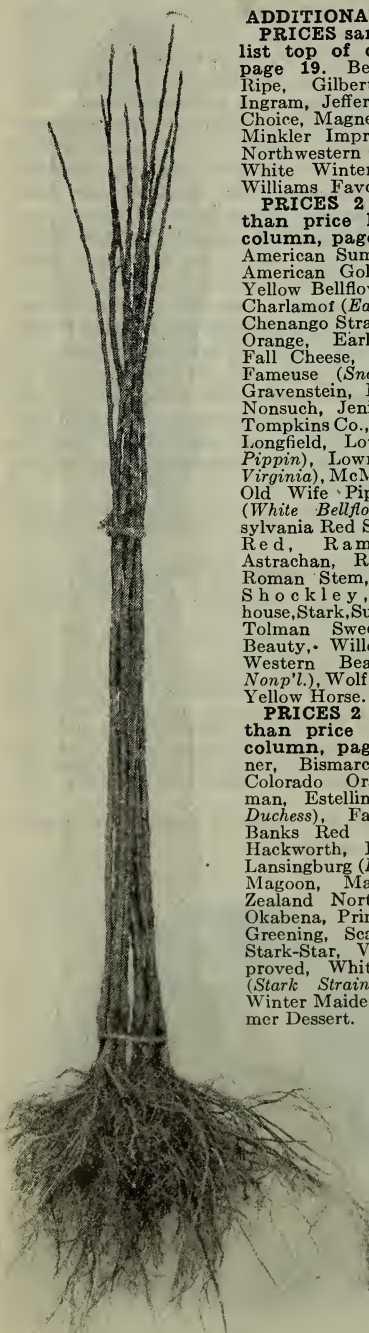 ADDITIONA
PRICES sa
list top of
page 19. Be
Ripe, Gilber
Ingram, Jeffer
Choice, Magne
Minkler Impr
Northwestern
White Winter
Williams Favo
PRICES 2
than price
column, pag
American Sum
American Gol
Yellow Bellflo
Charlamof (Ea
Chenango Stra
Orange, Earl
Fall Cheese,
Fameuse (Sno
Gravenstein,
Nonsuch, Jen
Tompkins Co.,
Longfield, Lo
Pippin), Lown
Virginia), McM
Old Wife Pip
(White Bellflo
sylvania Red S
Red, Ram
Astrachan, R
Roman Stem,
Shockley,
house, Stark, Su
Tolman Swee
Beauty, Will
Western Bea
Nonp'l.), Wolf
Yellow Horse.
PRICES 2
than price
column, pag
ner, Bismarc
Colorado Or
man, Estellin
Duchess), Fa
Banks Red
Hackworth,
Lansingburg (
Magoon, Ma
Zealand Nort
Okabena, Prin
Greening, Sca
Stark-Star, V
proved, Whit
(Stark Strain
Winter Maide
mer Dessert.